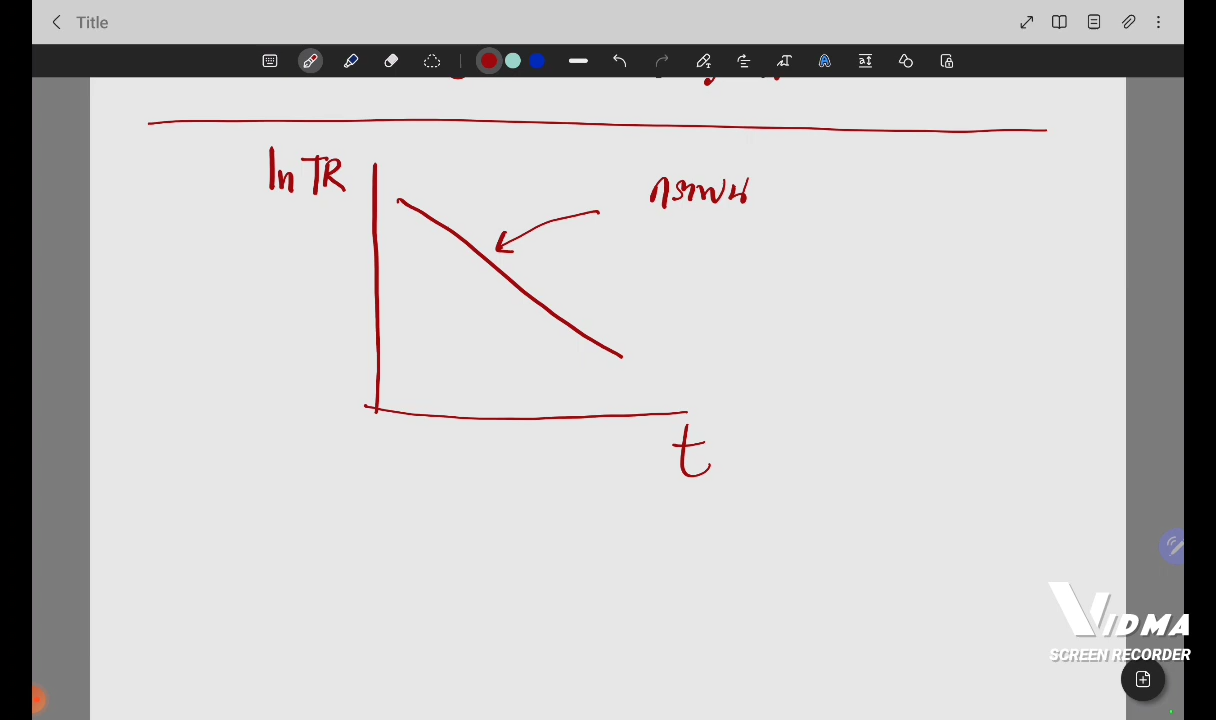 Title
ln TR
กราฟน
t
VIDMA
SCREEN RECORDER